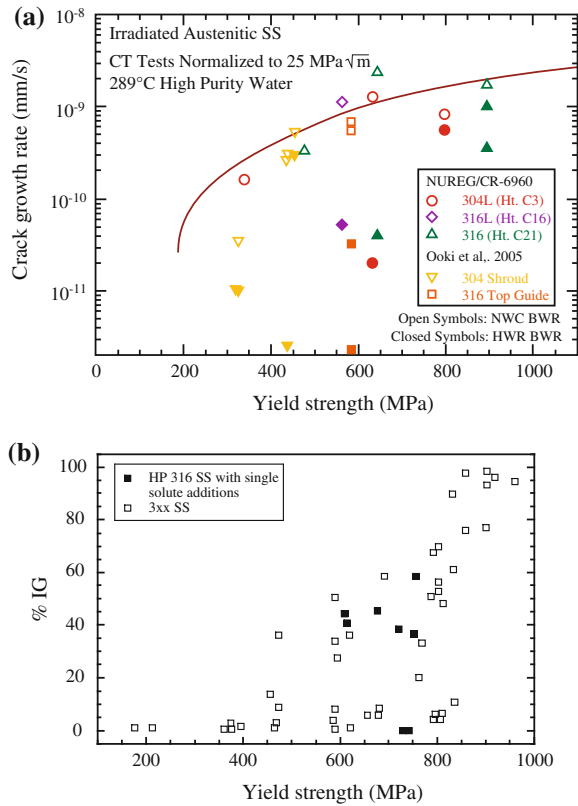 (a)
Irradiated Austenitic SS
CT Tests Normalized to 25 MPa√m
289°C High Purity Water
Crack growth rate (mm/s)
10⁻⁸
10⁻⁹
10⁻¹⁰
10⁻¹¹
NUREG/CR-6960
304L (Ht. C3)
316L (Ht. C16)
316 (Ht. C21)
Ooki et al,. 2005
304 Shroud
316 Top Guide
Open Symbols: NWC BWR
Closed Symbols: HWR BWR
0 200 400 600 800 1000
Yield strength (MPa)
(b)
HP 316 SS with single
solute additions
3xx SS
% IG
100
80
60
40
20
0
200 400 600 800 1000
Yield strength (MPa)